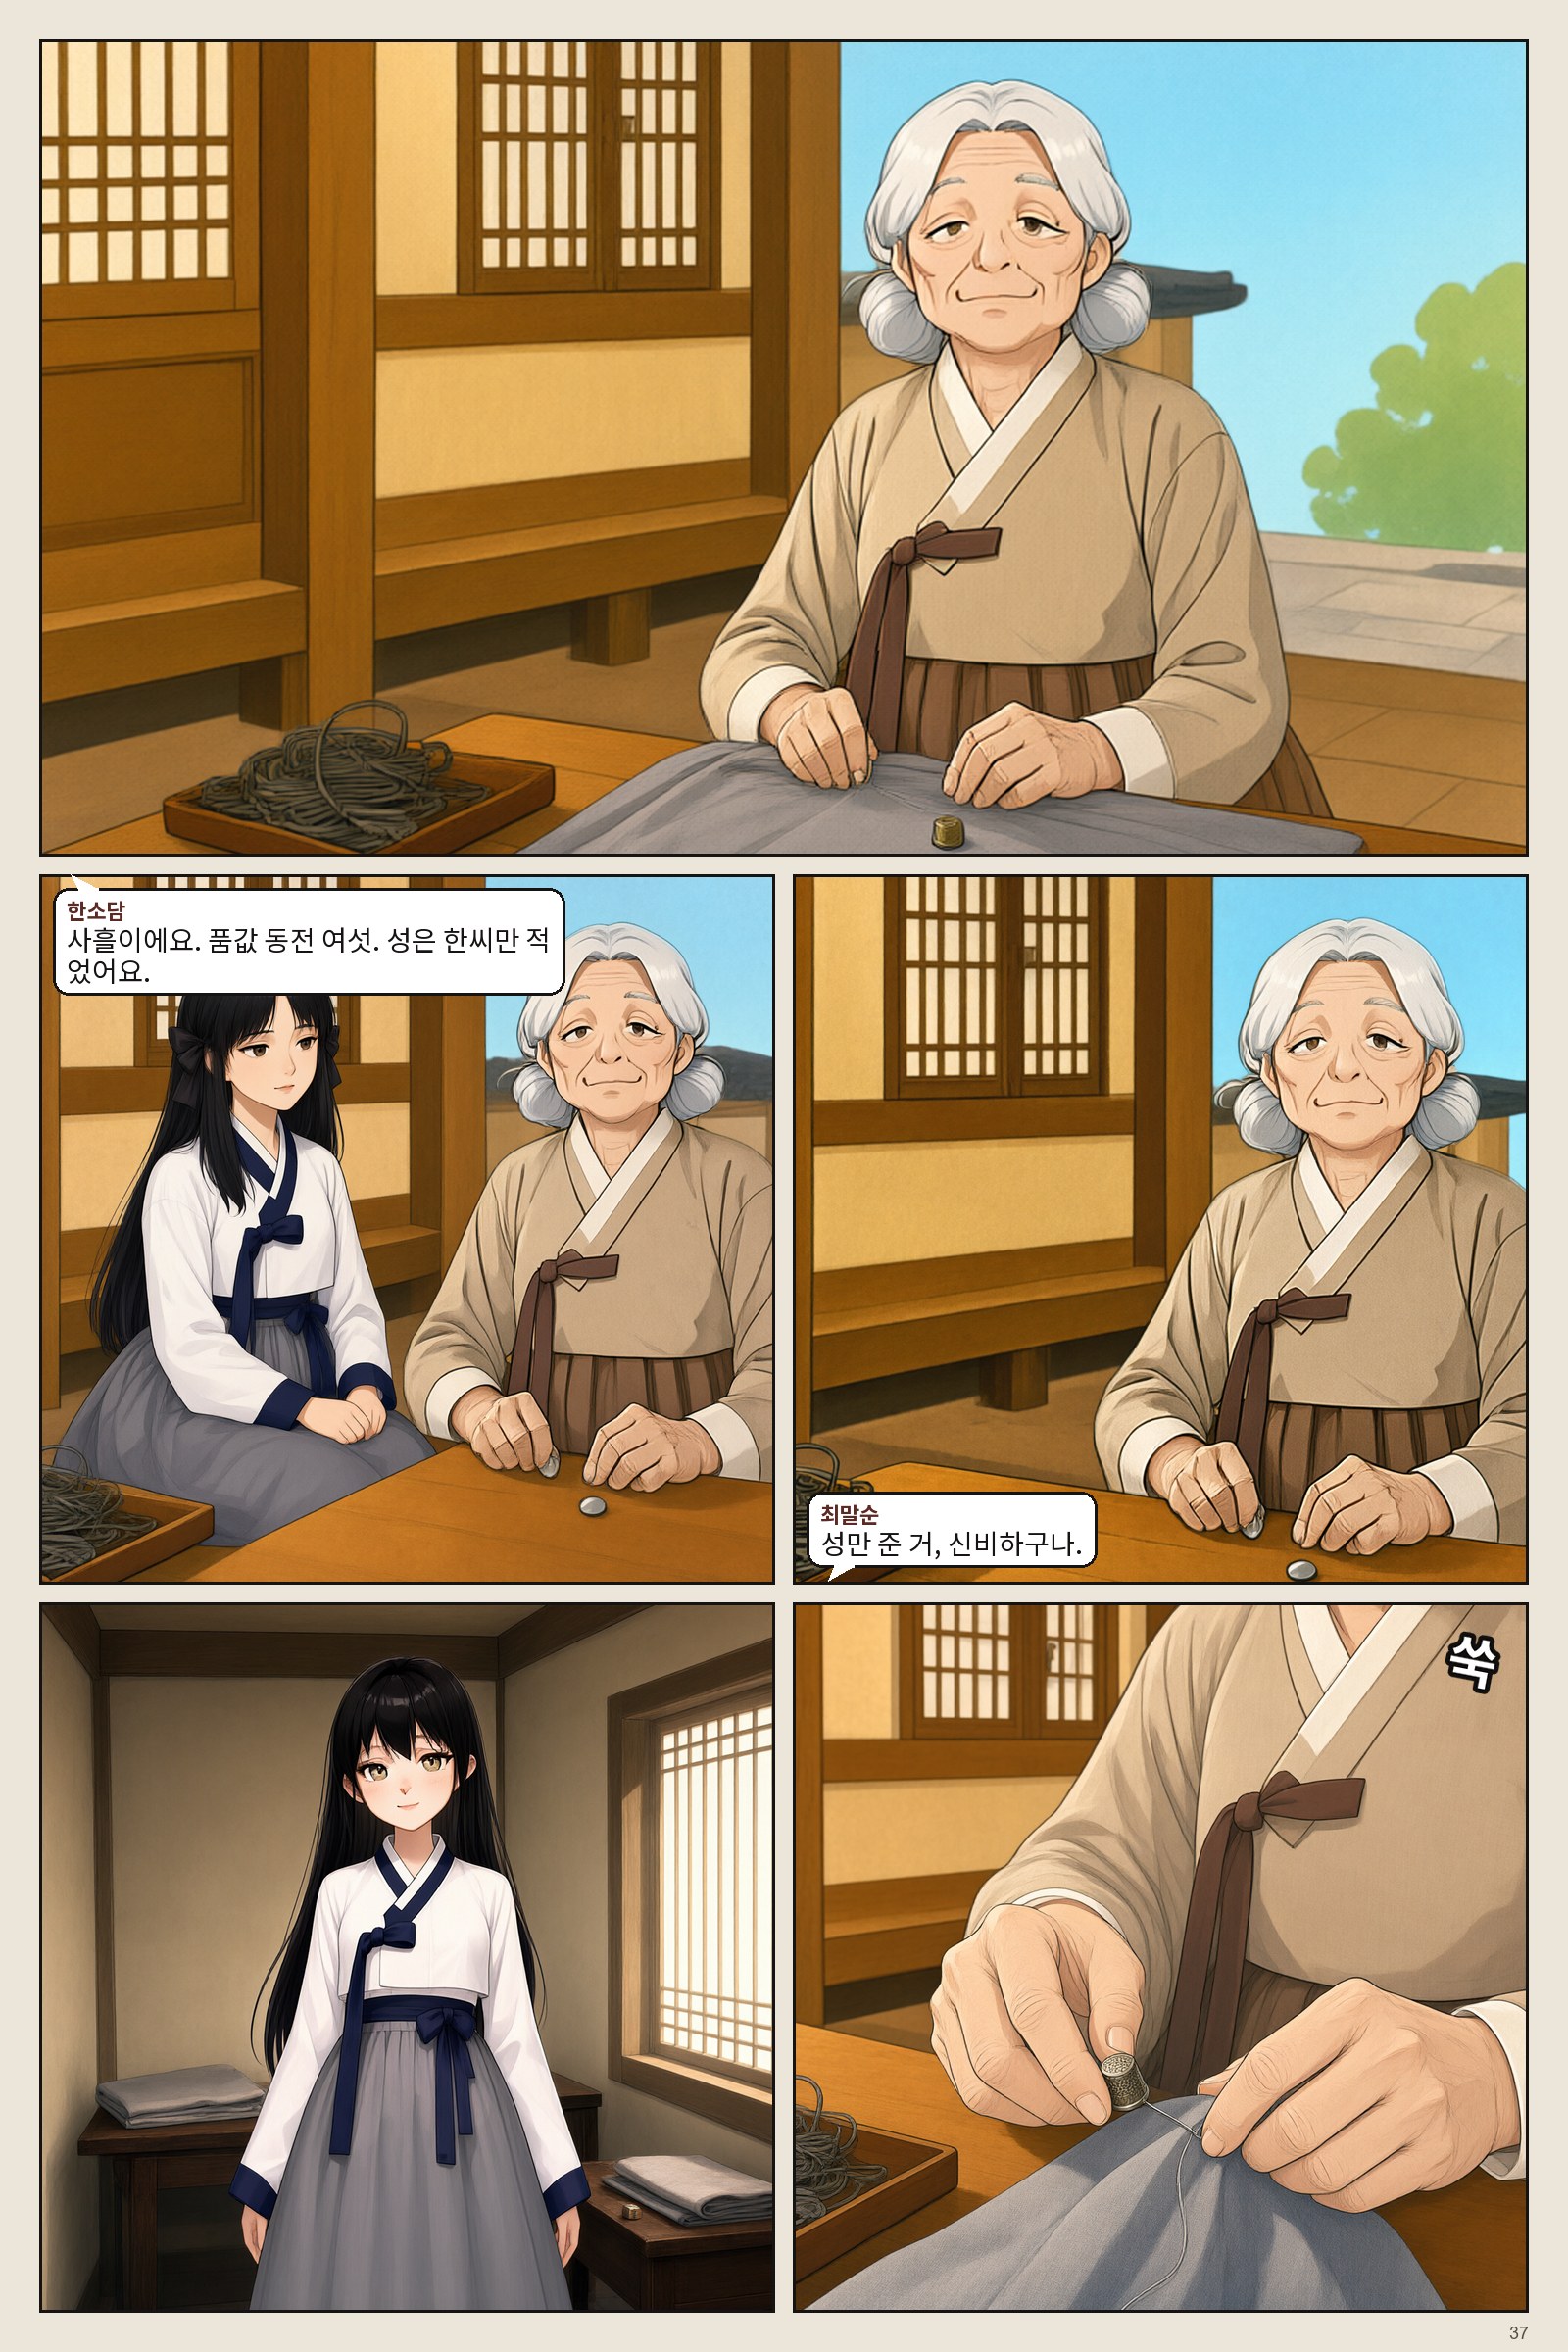 한소담
사흘이에요. 품값 동전 여섯. 성은 한씨만 적
었어요.
최말순
성만 준 거, 신비하구나.
쑥
37